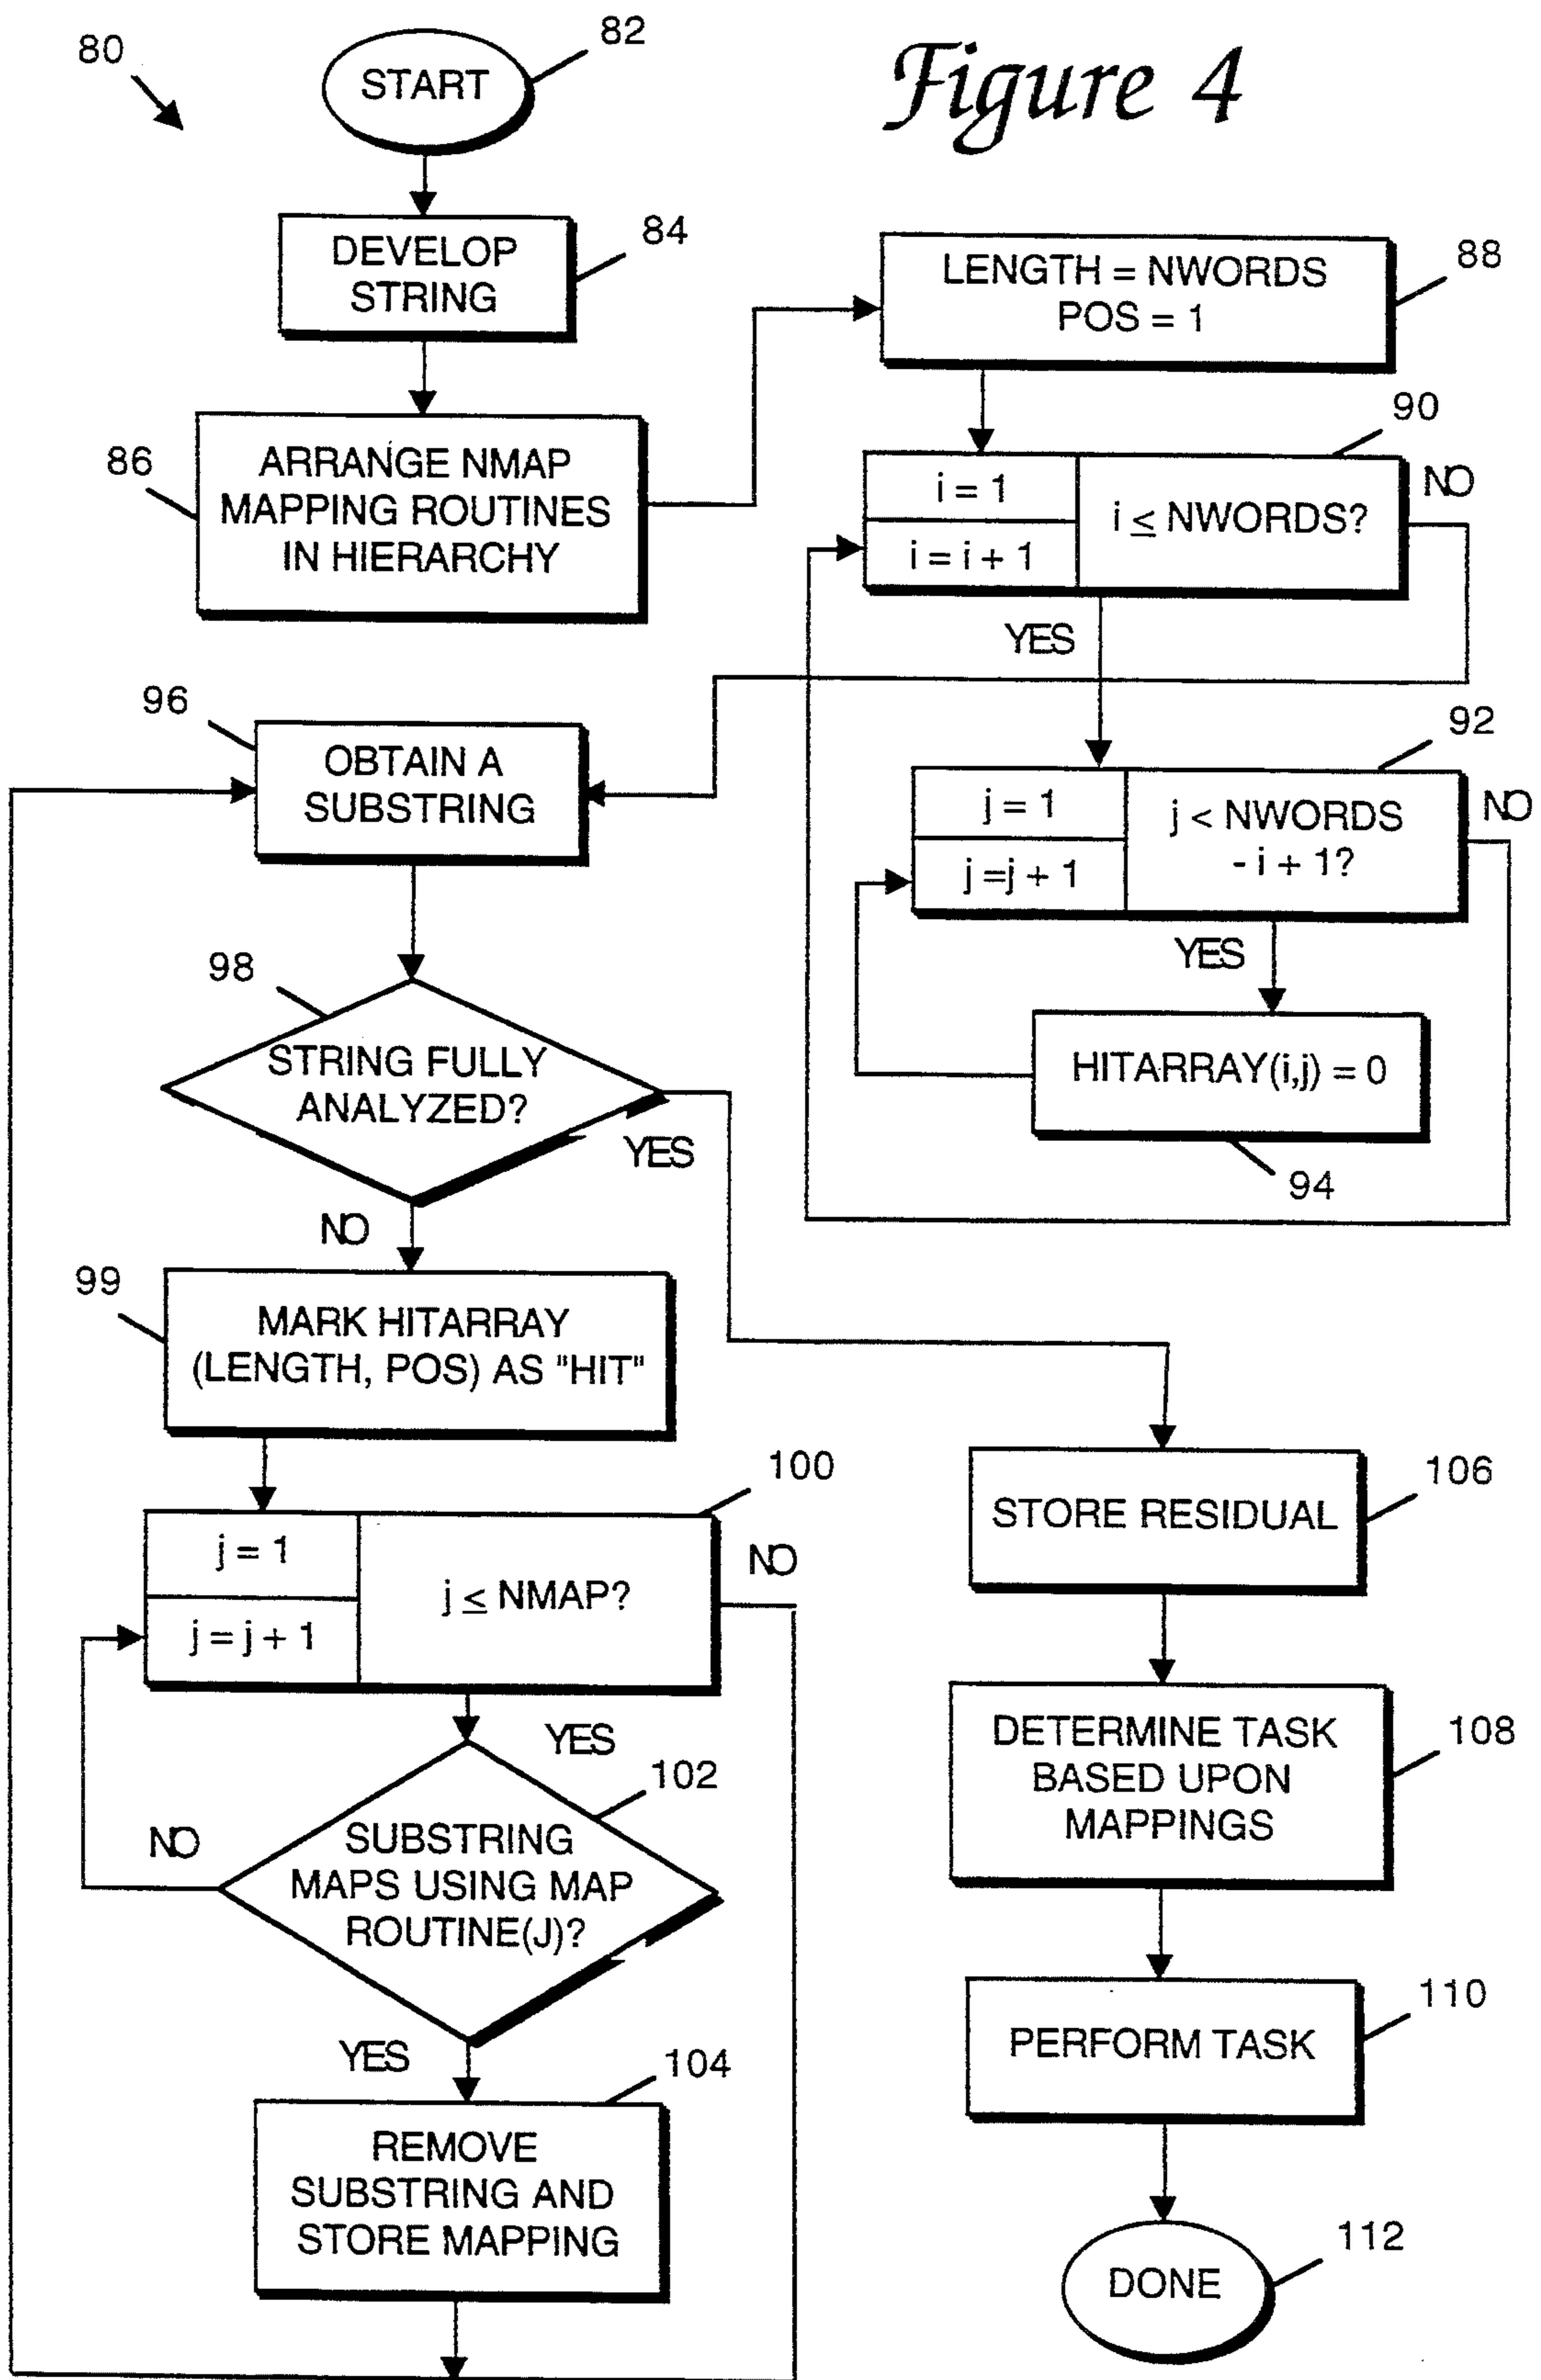 Figure 4
80
82
START
84
DEVELOP
STRING
86
ARRANGE NMAP
MAPPING ROUTINES
IN HIERARCHY
88
LENGTH = NWORDS
POS = 1
90
i = 1
i = i + 1
i ≤ NWORDS?
NO
YES
92
j = 1
j =j + 1
j < NWORDS
- i + 1?
NO
YES
HITARRAY(i,j) = 0
94
96
OBTAIN A
SUBSTRING
98
STRING FULLY
ANALYZED?
YES
NO
99
MARK HITARRAY
(LENGTH, POS) AS "HIT"
100
j = 1
j = j + 1
j ≤ NMAP?
NO
YES
102
SUBSTRING
MAPS USING MAP
ROUTINE(J)?
NO
YES
104
REMOVE
SUBSTRING AND
STORE MAPPING
106
STORE RESIDUAL
108
DETERMINE TASK
BASED UPON
MAPPINGS
110
PERFORM TASK
112
DONE